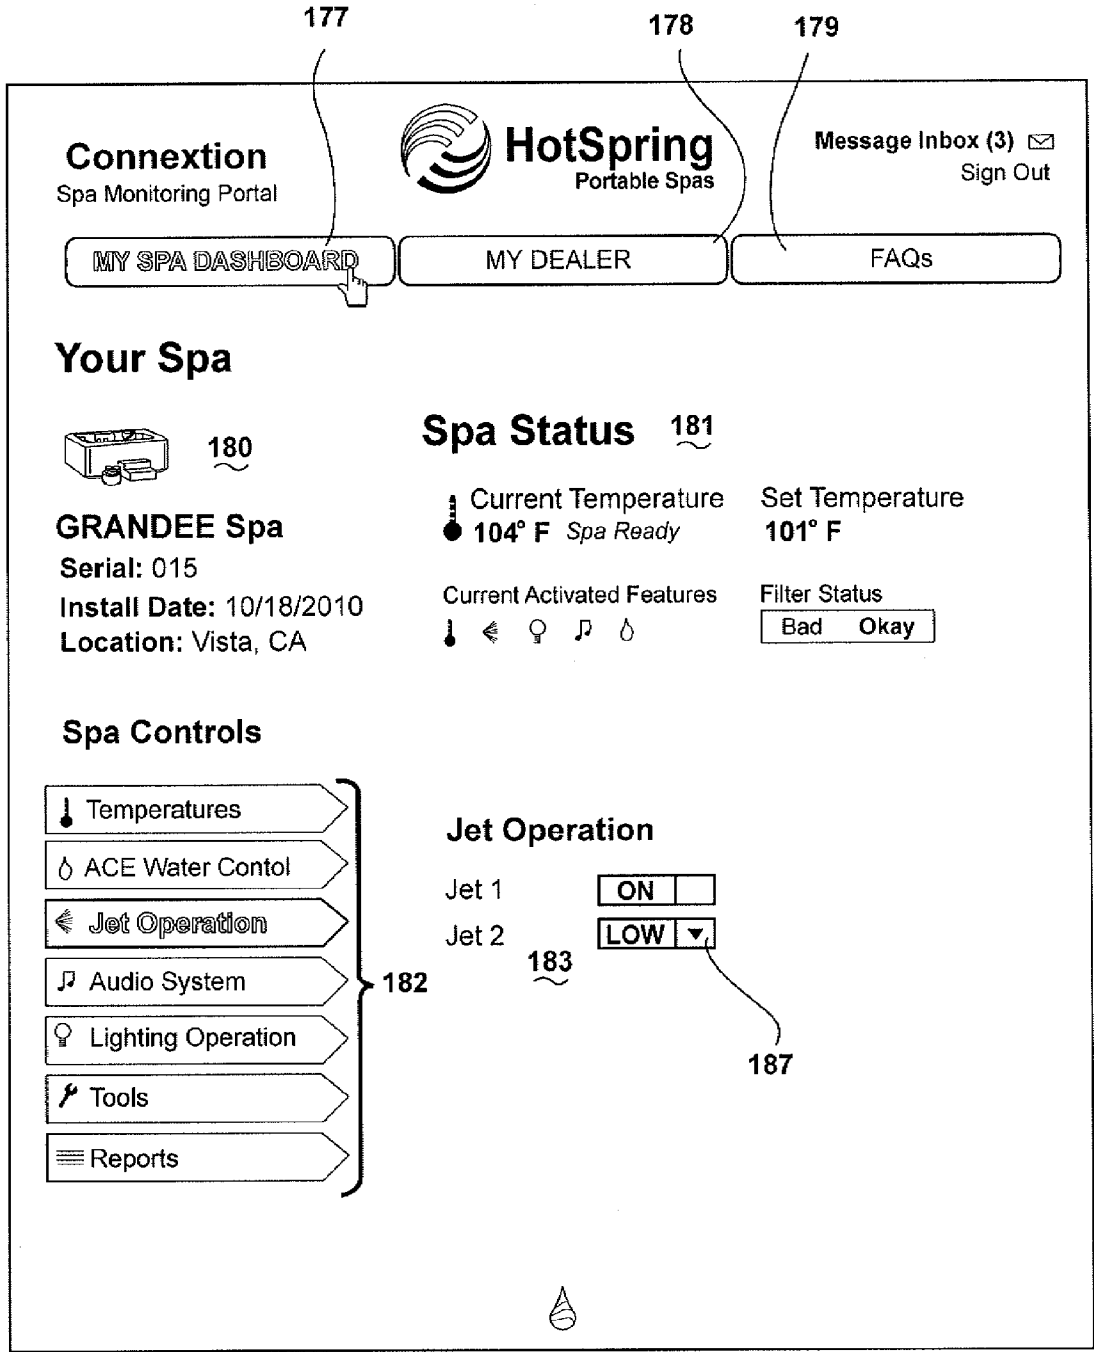 177
178
179
Connextion
Spa Monitoring Portal
HotSpring
Portable Spas
Message Inbox (3)
Sign Out
MY SPA DASHBOARD
MY DEALER
FAQs
Your Spa
180
GRANDEE Spa
Serial: 015
Install Date: 10/18/2010
Location: Vista, CA
Spa Status
181
Current Temperature
104° F Spa Ready
Set Temperature
101° F
Current Activated Features
Filter Status
Bad Okay
Spa Controls
Temperatures
ACE Water Contol
Jet Operation
Audio System
Lighting Operation
Tools
Reports
182
Jet Operation
Jet 1 ON
Jet 2 LOW
183
187